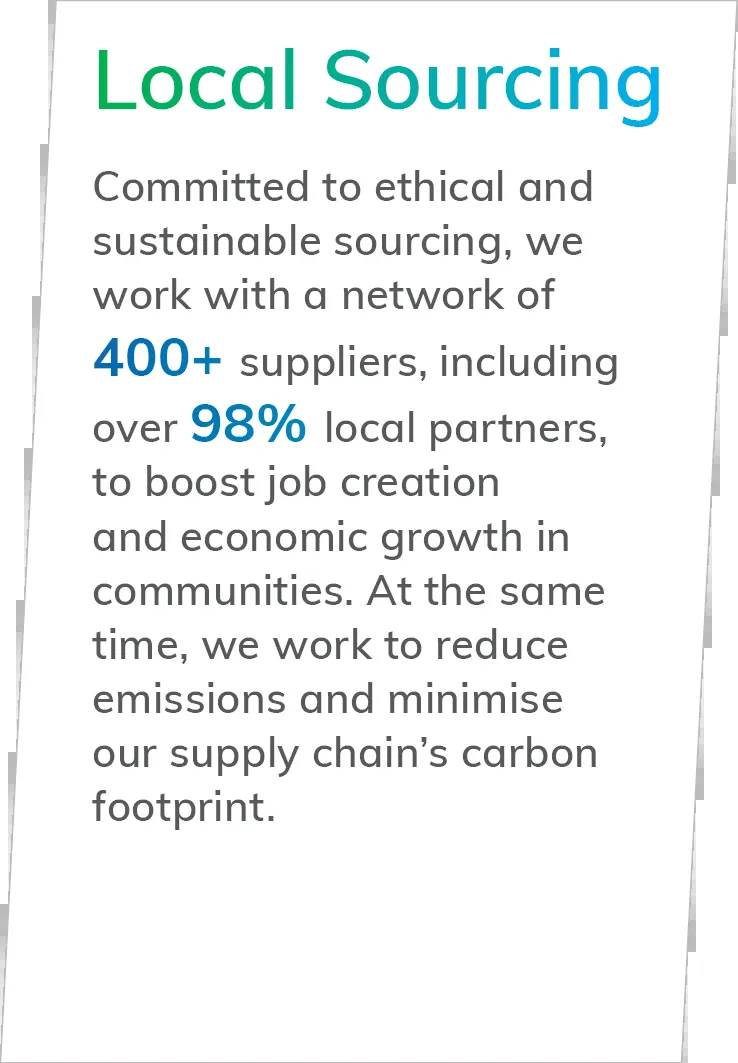 Local Sourcing
Committed to ethical and
sustainable sourcing, we
work with a network of
400+ suppliers, including
over 98% local partners,
to boost job creation
and economic growth in
communities. At the same
time, we work to reduce
emissions and minimise
our supply chain’s carbon
footprint.